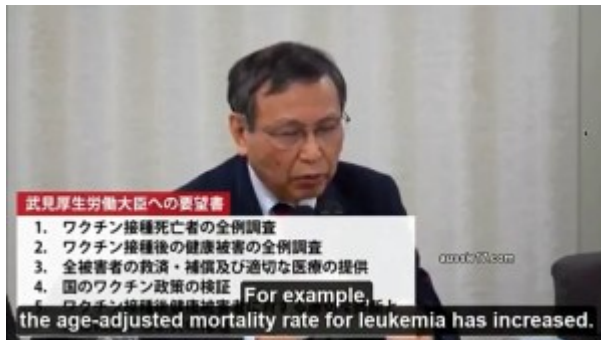 武見厚生労働大臣への要望書
1. ワクチン接種死亡者の全例調査
2. ワクチン接種後の健康被害の全例調査
3. 全被害者の救済・補償及び適切な医療の提供
4. 国のワクチン政策の検証
aussie17.com
For example,
the age-adjusted mortality rate for leukemia has increased.